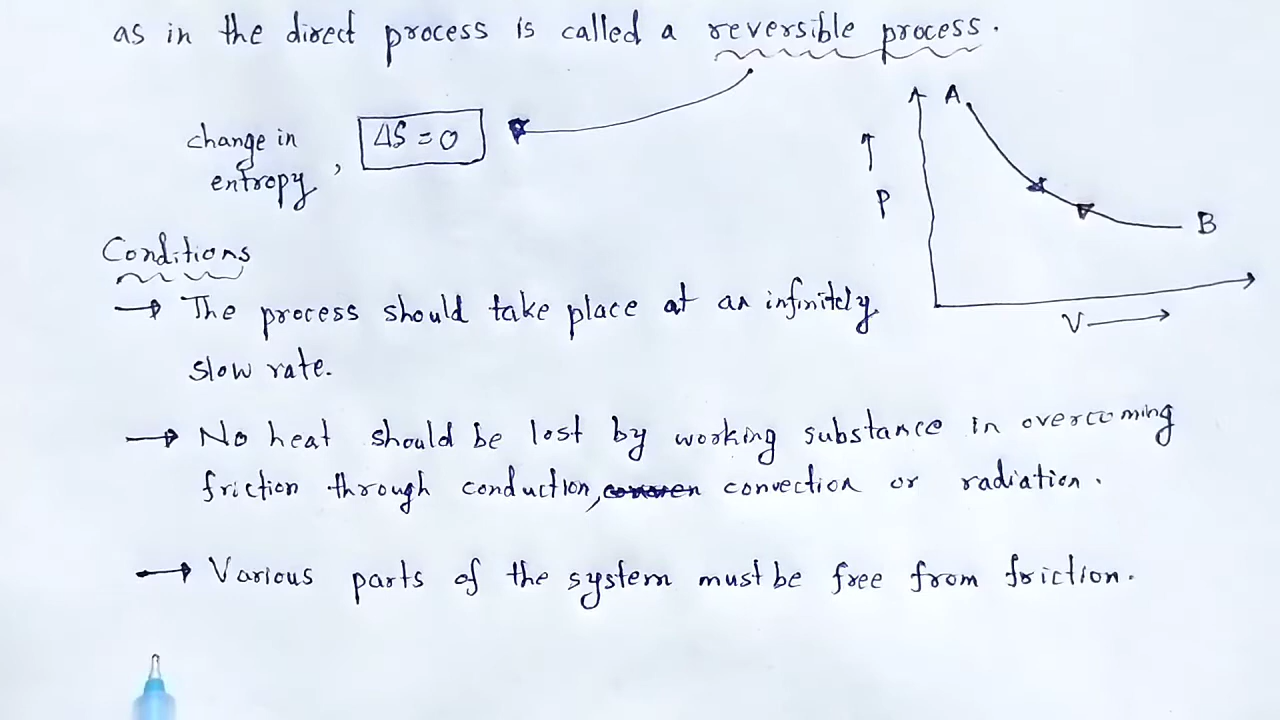 as in the direct process is called a reversible process.
change in
entropy, ΔS = 0
A
P
B
V
Conditions
→ The process should take place at an infinitely
slow rate.
→ No heat should be lost by working substance in overcoming
friction through conduction, convection or radiation.
→ Various parts of the system must be free from friction.